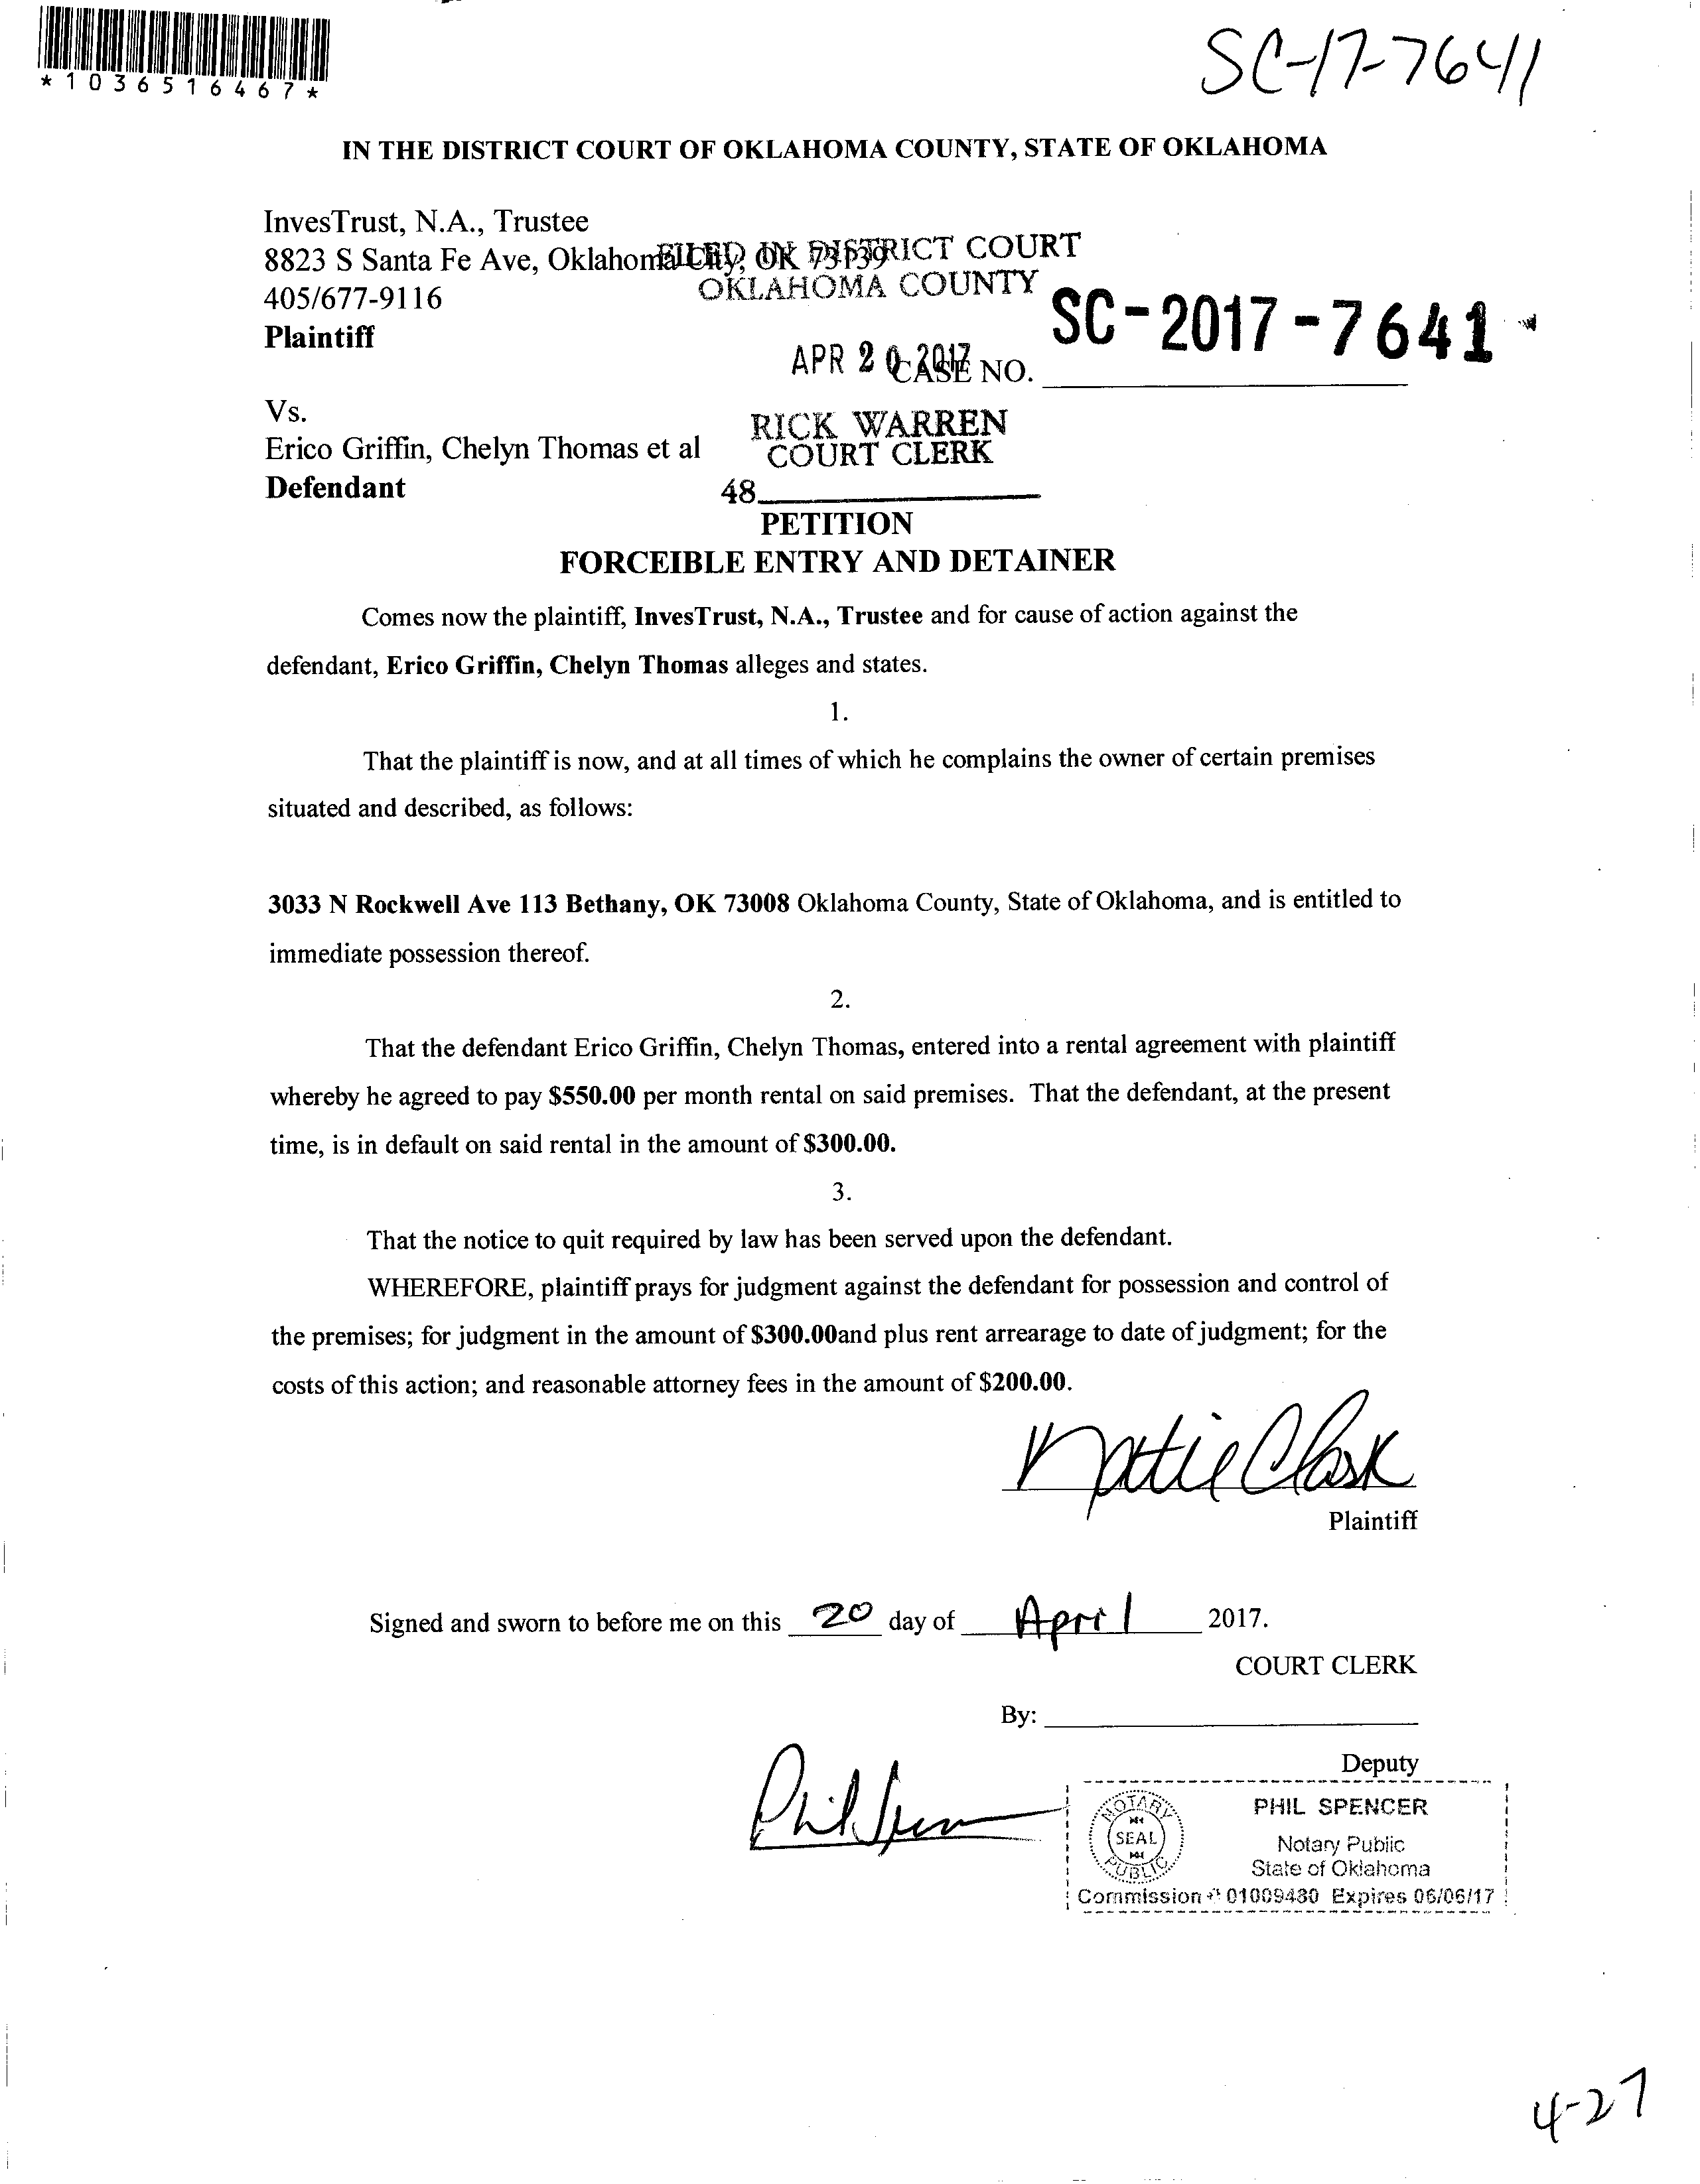 *1036516467*
SC-17-7641
IN THE DISTRICT COURT OF OKLAHOMA COUNTY, STATE OF OKLAHOMA
InvesTrust, N.A., Trustee
8823 S Santa Fe Ave, Oklahoma City, OK 73139
FILED IN DISTRICT COURT
OKLAHOMA COUNTY
405/677-9116
Plaintiff
SC-2017-7641
APR 20 2017
CASE NO.
Vs.
RICK WARREN
Erico Griffin, Chelyn Thomas et al
COURT CLERK
Defendant
48
PETITION
FORCEIBLE ENTRY AND DETAINER
Comes now the plaintiff, InvesTrust, N.A., Trustee and for cause of action against the
defendant, Erico Griffin, Chelyn Thomas alleges and states.
1.
That the plaintiff is now, and at all times of which he complains the owner of certain premises
situated and described, as follows:
3033 N Rockwell Ave 113 Bethany, OK 73008 Oklahoma County, State of Oklahoma, and is entitled to
immediate possession thereof.
2.
That the defendant Erico Griffin, Chelyn Thomas, entered into a rental agreement with plaintiff
whereby he agreed to pay $550.00 per month rental on said premises. That the defendant, at the present
time, is in default on said rental in the amount of $300.00.
3.
That the notice to quit required by law has been served upon the defendant.
WHEREFORE, plaintiff prays for judgment against the defendant for possession and control of
the premises; for judgment in the amount of $300.00and plus rent arrearage to date of judgment; for the
costs of this action; and reasonable attorney fees in the amount of $200.00.
Katie Clark
Plaintiff
Signed and sworn to before me on this 20 day of April 2017.
COURT CLERK
By:
Deputy
Phil Spencer
NOTARY
SEAL
PUBLIC
PHIL SPENCER
Notary Public
State of Oklahoma
Commission # 01009480 Expires 06/06/17
4-27